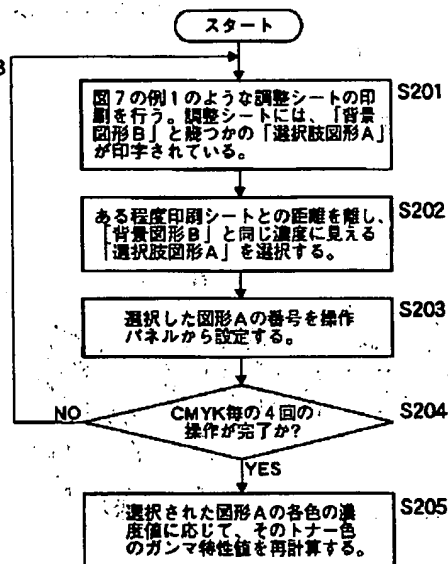 スタート
S201
図7の例1のような調整シートの印
刷を行う。調整シートには、「背景
図形B」と幾つかの「選択肢図形A」
が印字されている。
S202
ある程度印刷シートとの距離を離し、
「背景図形B」と同じ濃度に見える
「選択肢図形A」を選択する。
S203
選択した図形Aの番号を操作
パネルから設定する。
S204
CMYK毎の4回の
操作が完了か?
NO
YES
S205
選択された図形Aの各色の濃
度値に応じて、そのトナー色
のガンマ特性値を再計算する。